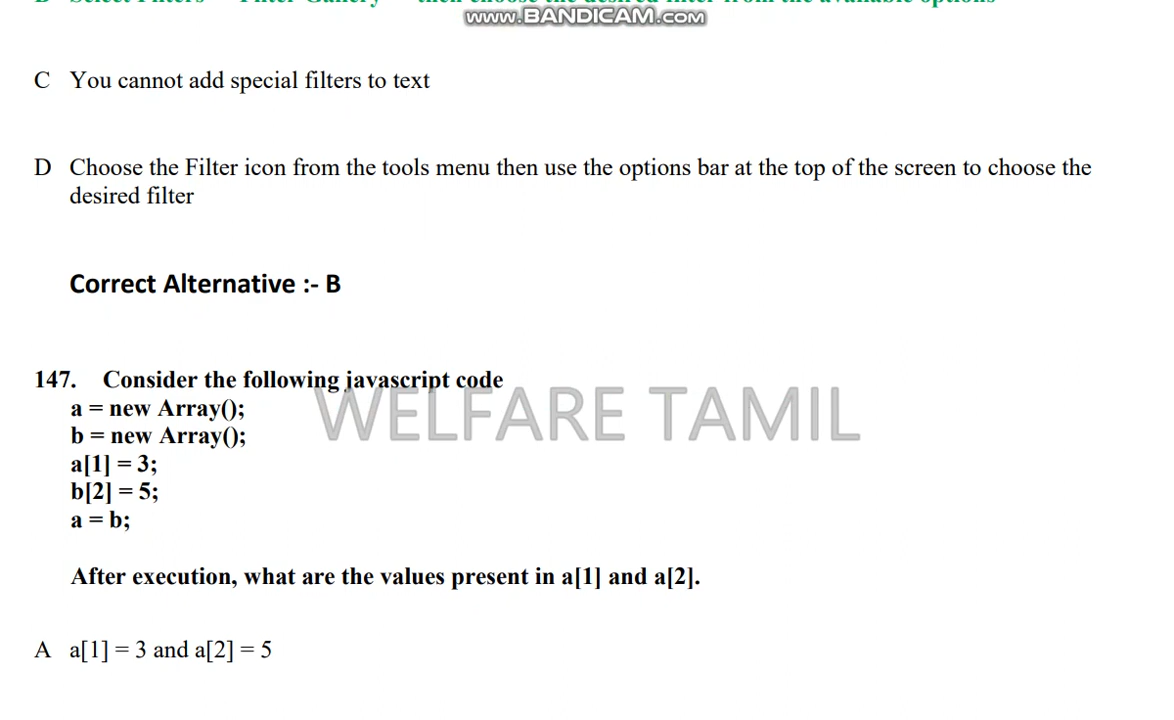 www.BANDICAM.COM
C You cannot add special filters to text
D Choose the Filter icon from the tools menu then use the options bar at the top of the screen to choose the
desired filter
Correct Alternative :- B
147. Consider the following javascript code
a = new Array();
b = new Array();
WELFARE TAMIL
a[1] = 3;
b[2] = 5;
a = b;
After execution, what are the values present in a[1] and a[2].
A a[1] = 3 and a[2] = 5